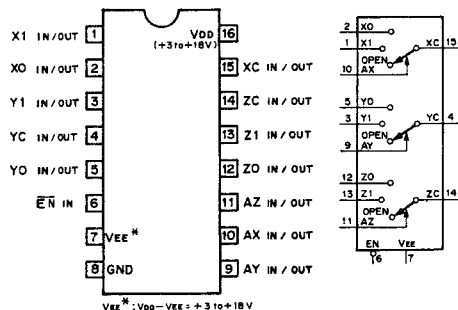 X1 IN/OUT 1
X0 IN/OUT 2
Y1 IN/OUT 3
YC IN/OUT 4
Y0 IN/OUT 5
EN IN 6
7 VEE*
8 GND
VDD 16
(+3 to +18V)
15 XC IN/OUT
14 ZC IN/OUT
13 Z1 IN/OUT
12 Z0 IN/OUT
11 AZ IN/OUT
10 AX IN/OUT
9 AY IN/OUT
VEE*: VDD-VEE = +3 to +18V
2 X0
1 X1 XC 15
OPEN
10 AX
5 Y0
3 Y1 YC 4
OPEN
9 AY
12 Z0
13 Z1 ZC 14
OPEN
11 AZ
EN VEE
6 7